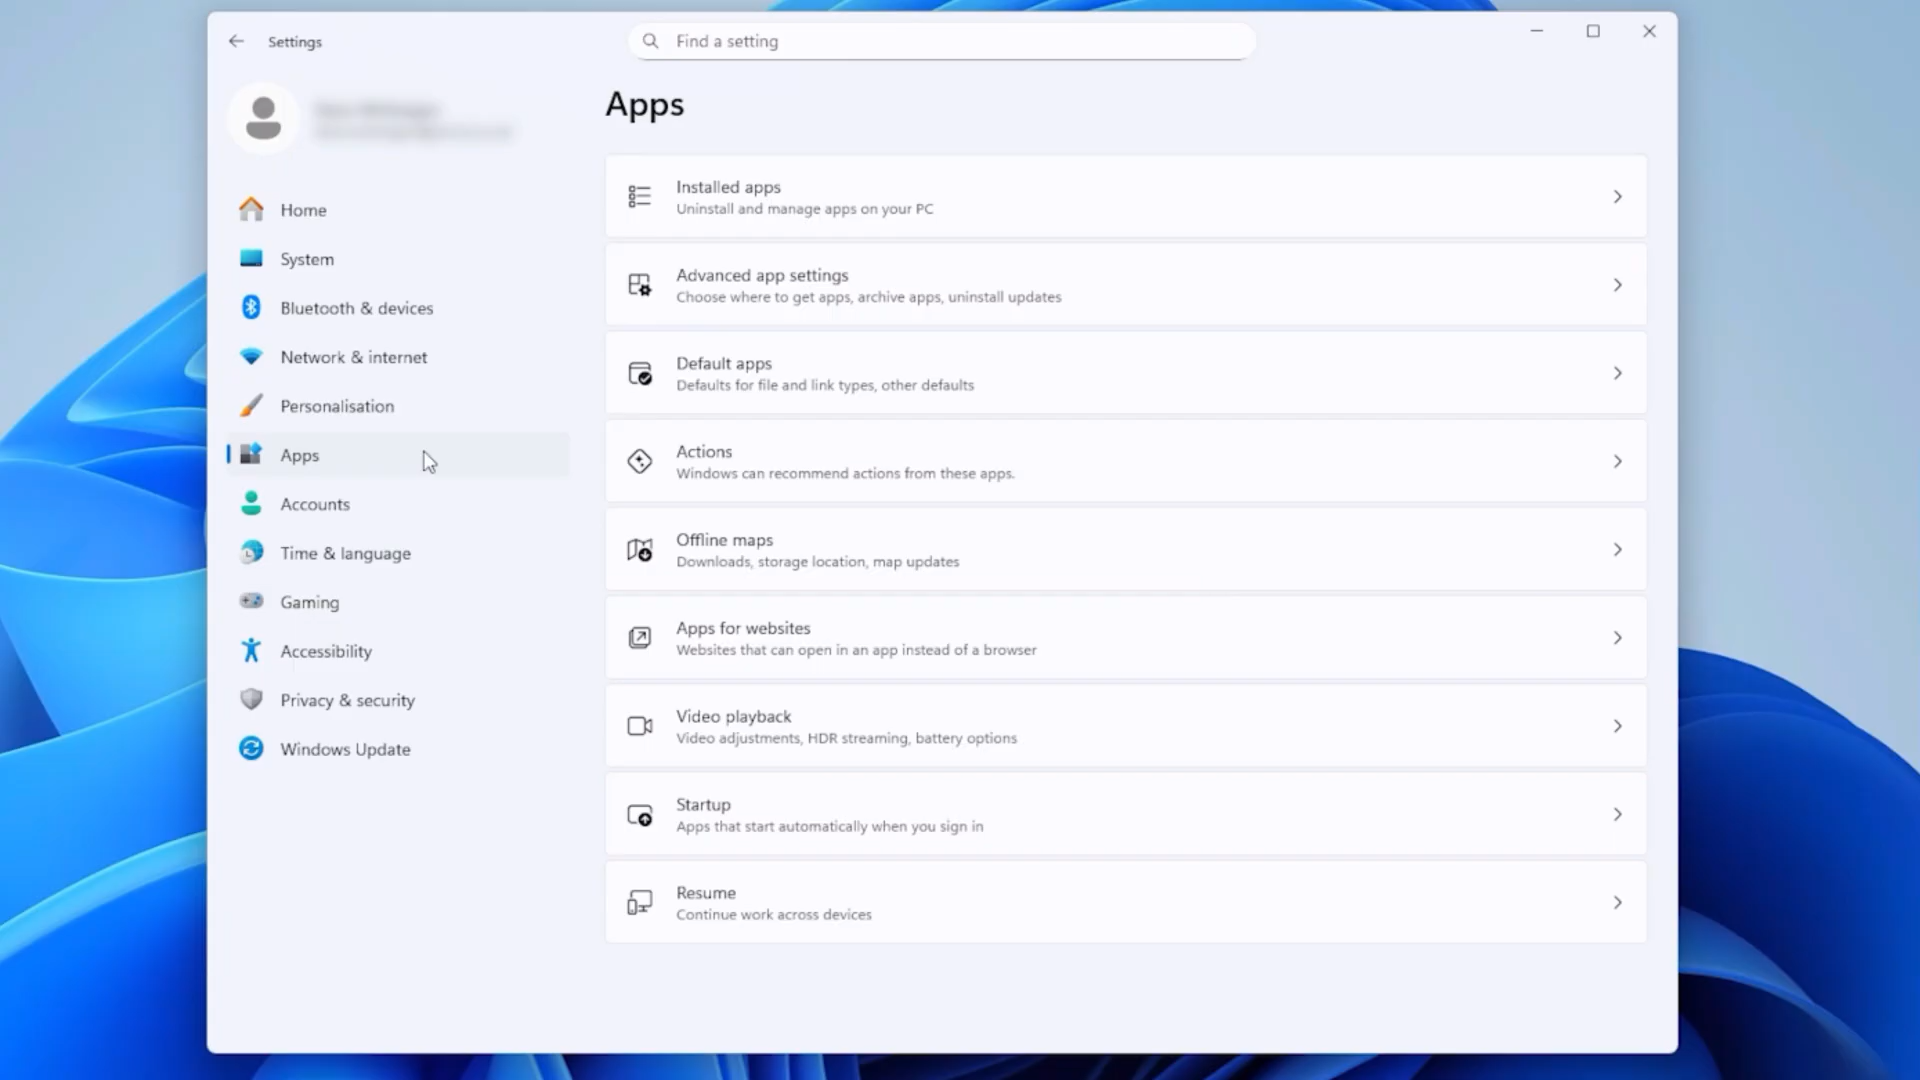 Settings
Find a setting
Home
System
Bluetooth & devices
Network & internet
Personalisation
Apps
Accounts
Time & language
Gaming
Accessibility
Privacy & security
Windows Update
Apps
Installed apps
Uninstall and manage apps on your PC
Advanced app settings
Choose where to get apps, archive apps, uninstall updates
Default apps
Defaults for file and link types, other defaults
Actions
Windows can recommend actions from these apps.
Offline maps
Downloads, storage location, map updates
Apps for websites
Websites that can open in an app instead of a browser
Video playback
Video adjustments, HDR streaming, battery options
Startup
Apps that start automatically when you sign in
Resume
Continue work across devices